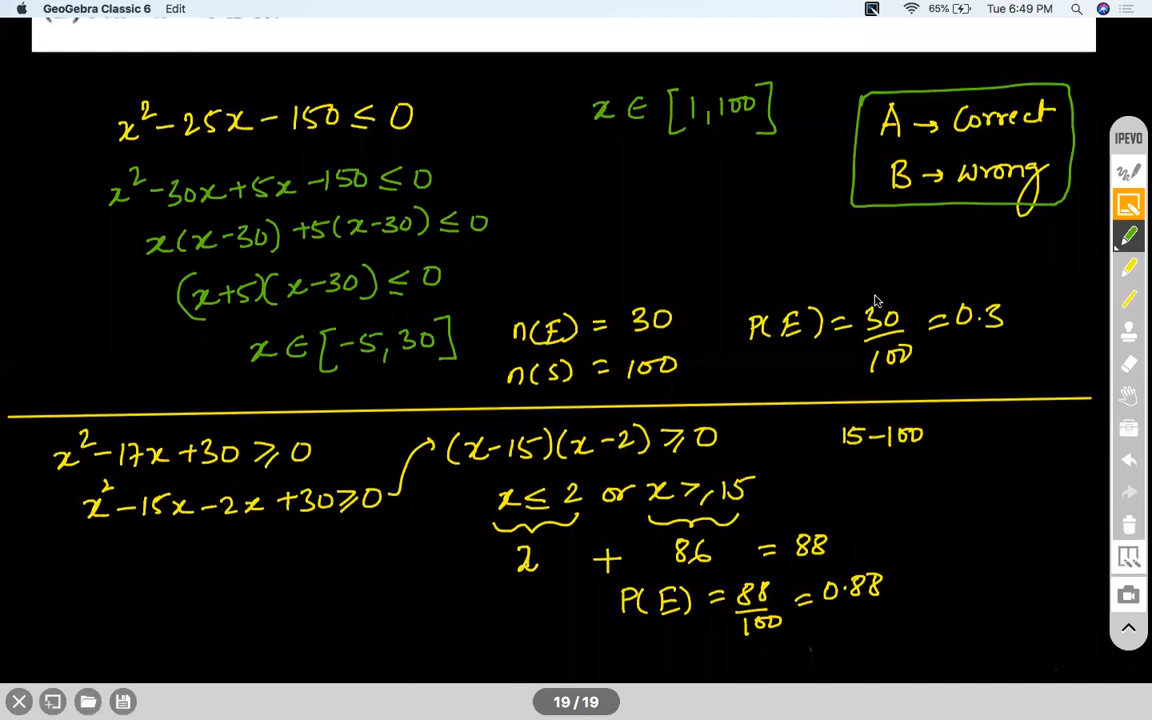 GeoGebra Classic 6 Edit 65% Tue 6:49 PM
x² - 25x - 150 ≤ 0
x² - 30x + 5x - 150 ≤ 0
x(x-30) + 5(x-30) ≤ 0
(x+5)(x-30) ≤ 0
x ∈ [-5, 30]
x ∈ [1, 100]
A → Correct
B → wrong
n(E) = 30
n(S) = 100
P(E) = 30/100 = 0.3
x² - 17x + 30 ≥ 0
x² - 15x - 2x + 30 ≥ 0
(x-15)(x-2) ≥ 0
15-100
x ≤ 2 or x ≥ 15
2 + 86 = 88
P(E) = 88/100 = 0.88
IPEVO
19 / 19